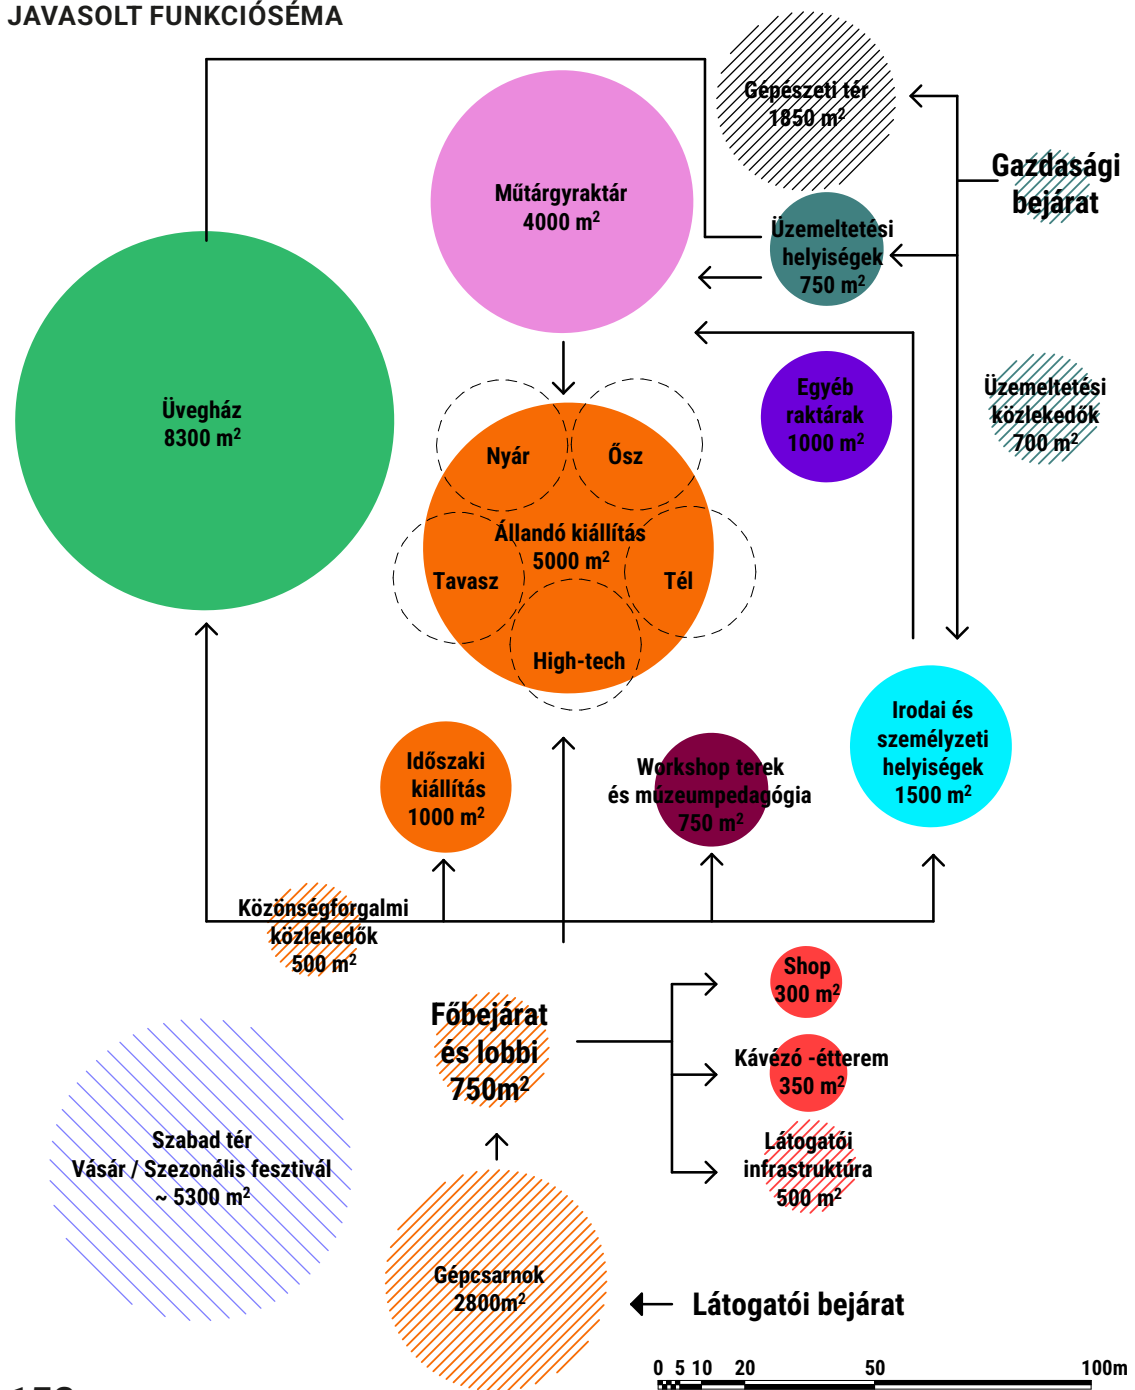 JAVASOLT FUNKCIÓSÉMA
Gépészeti tér
1850 m²
Gazdasági
bejárat
Műtárgyraktár
4000 m²
Üzemeltetési
helyiségek
750 m²
Üvegház
8300 m²
Egyéb
raktárak
1000 m²
Üzemeltetési
közlekedők
700 m²
Nyár
Ősz
Állandó kiállítás
5000 m²
Tavasz
Tél
High-tech
Időszaki
kiállítás
1000 m²
Workshop terek
és múzeumpedagógia
750 m²
Irodai és
személyzeti
helyiségek
1500 m²
Közönségforgalmi
közlekedők
500 m²
Shop
300 m²
Főbejárat
és lobbi
750m²
Kávézó -étterem
350 m²
Látogatói
infrastruktúra
500 m²
Szabad tér
Vásár / Szezonális fesztivál
~ 5300 m²
Gépcsarnok
2800m²
Látogatói bejárat
0 5 10 20 50 100m